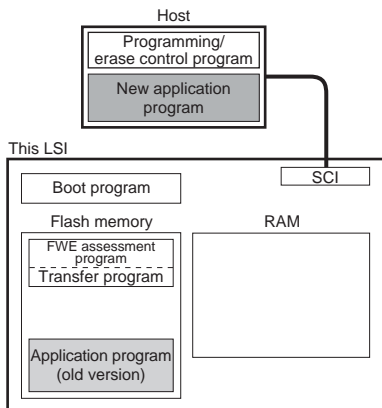 Host
Programming/
erase control program
New application
program
This LSI
SCI
Boot program
Flash memory
RAM
FWE assessment
program
Transfer program
Application program
(old version)